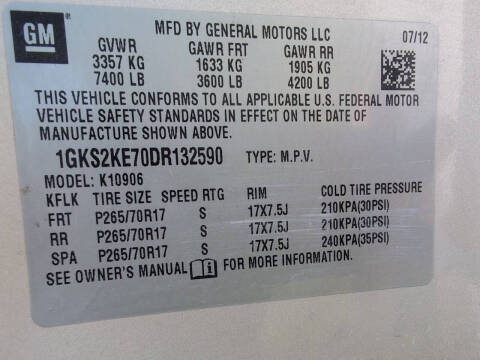 GM
MFD BY GENERAL MOTORS LLC 07/12
GVWR GAWR FRT GAWR RR
3357 KG 1633 KG 1905 KG
7400 LB 3600 LB 4200 LB
THIS VEHICLE CONFORMS TO ALL APPLICABLE U.S. FEDERAL MOTOR
VEHICLE SAFETY STANDARDS IN EFFECT ON THE DATE OF
MANUFACTURE SHOWN ABOVE.
1GKS2KE70DR132590 TYPE: M.P.V.
MODEL: K10906
KFLK TIRE SIZE SPEED RTG RIM COLD TIRE PRESSURE
FRT P265/70R17 S 17X7.5J 210KPA(30PSI)
RR P265/70R17 S 17X7.5J 210KPA(30PSI)
SPA P265/70R17 S 17X7.5J 240KPA(35PSI)
SEE OWNER'S MANUAL FOR MORE INFORMATION.